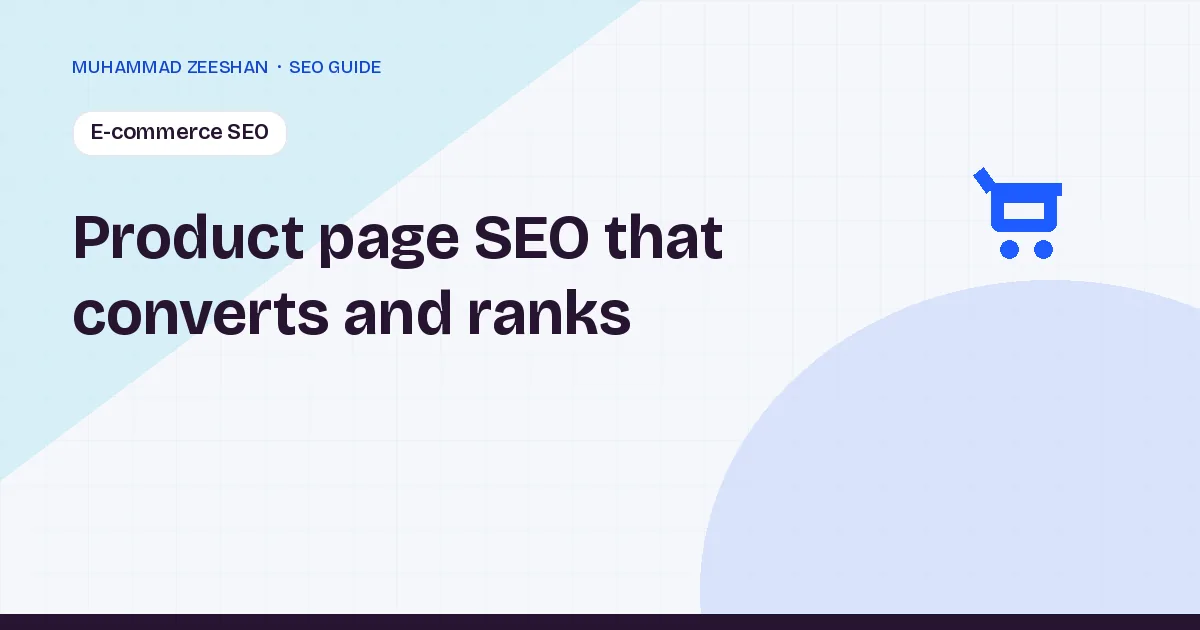 MUHAMMAD ZEESHAN · SEO GUIDE
E-commerce SEO
Product page SEO that
converts and ranks